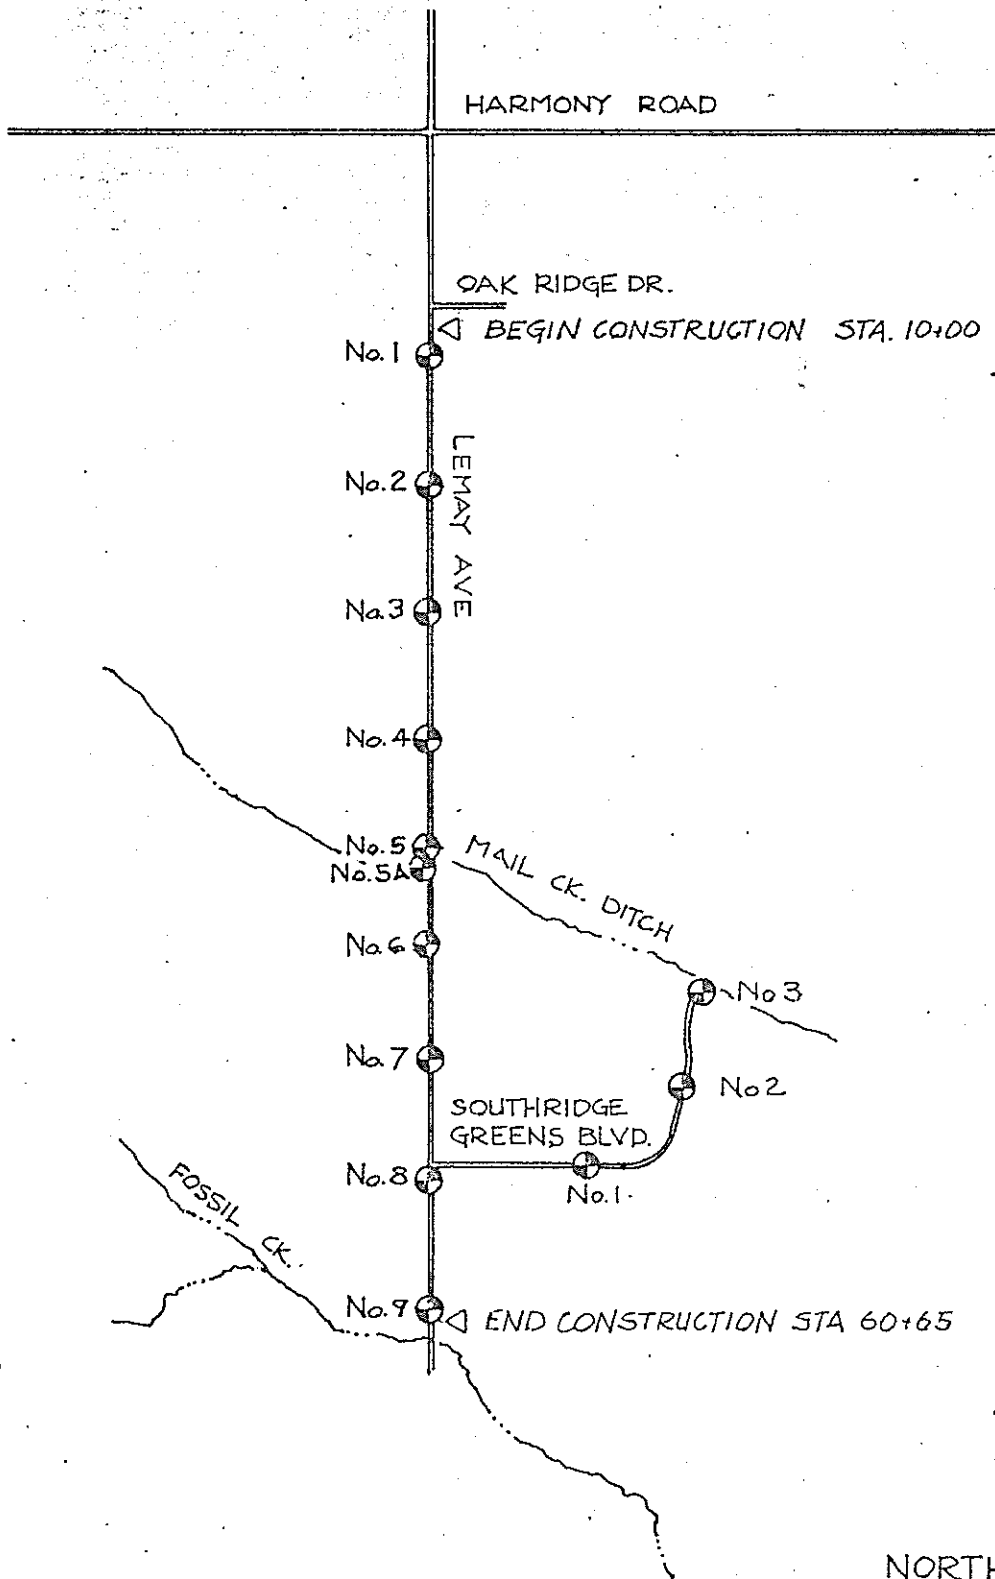 HARMONY ROAD
OAK RIDGE DR.
BEGIN CONSTRUCTION STA. 10+00
No.1
LEMAY AVE
No.2
No.3
No.4
No.5
No.5A
MAIL CK. DITCH
No.6
No 3
No.7
No 2
SOUTHRIDGE
GREENS BLVD.
No.8
No.1
FOSSIL CK.
No.9
END CONSTRUCTION STA 60+65
NORTH